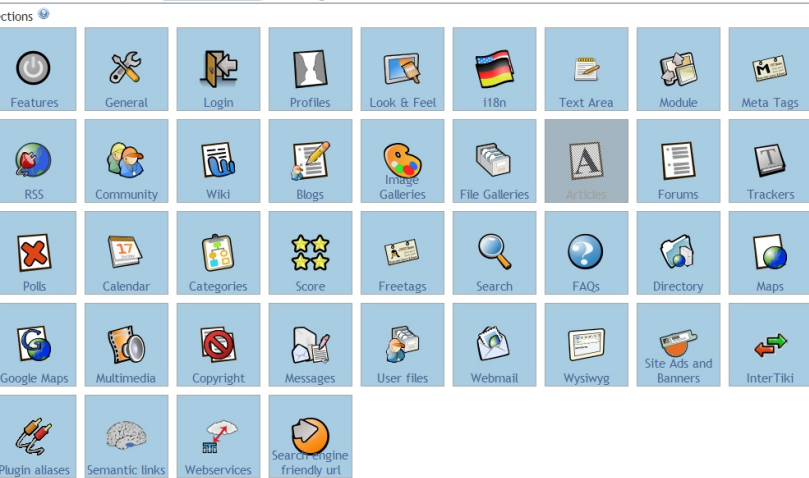 ections
Features General Login Profiles Look & Feel i18n Text Area Module Meta Tags
RSS Community Wiki Blogs Image Galleries File Galleries Articles Forums Trackers
17
Polls Calendar Categories Score Freetags Search FAQs Directory Maps
Google Maps Multimedia Copyright Messages User files Webmail Wysiwyg Site Ads and Banners InterTiki
Plugin aliases Semantic links Webservices Search engine friendly url